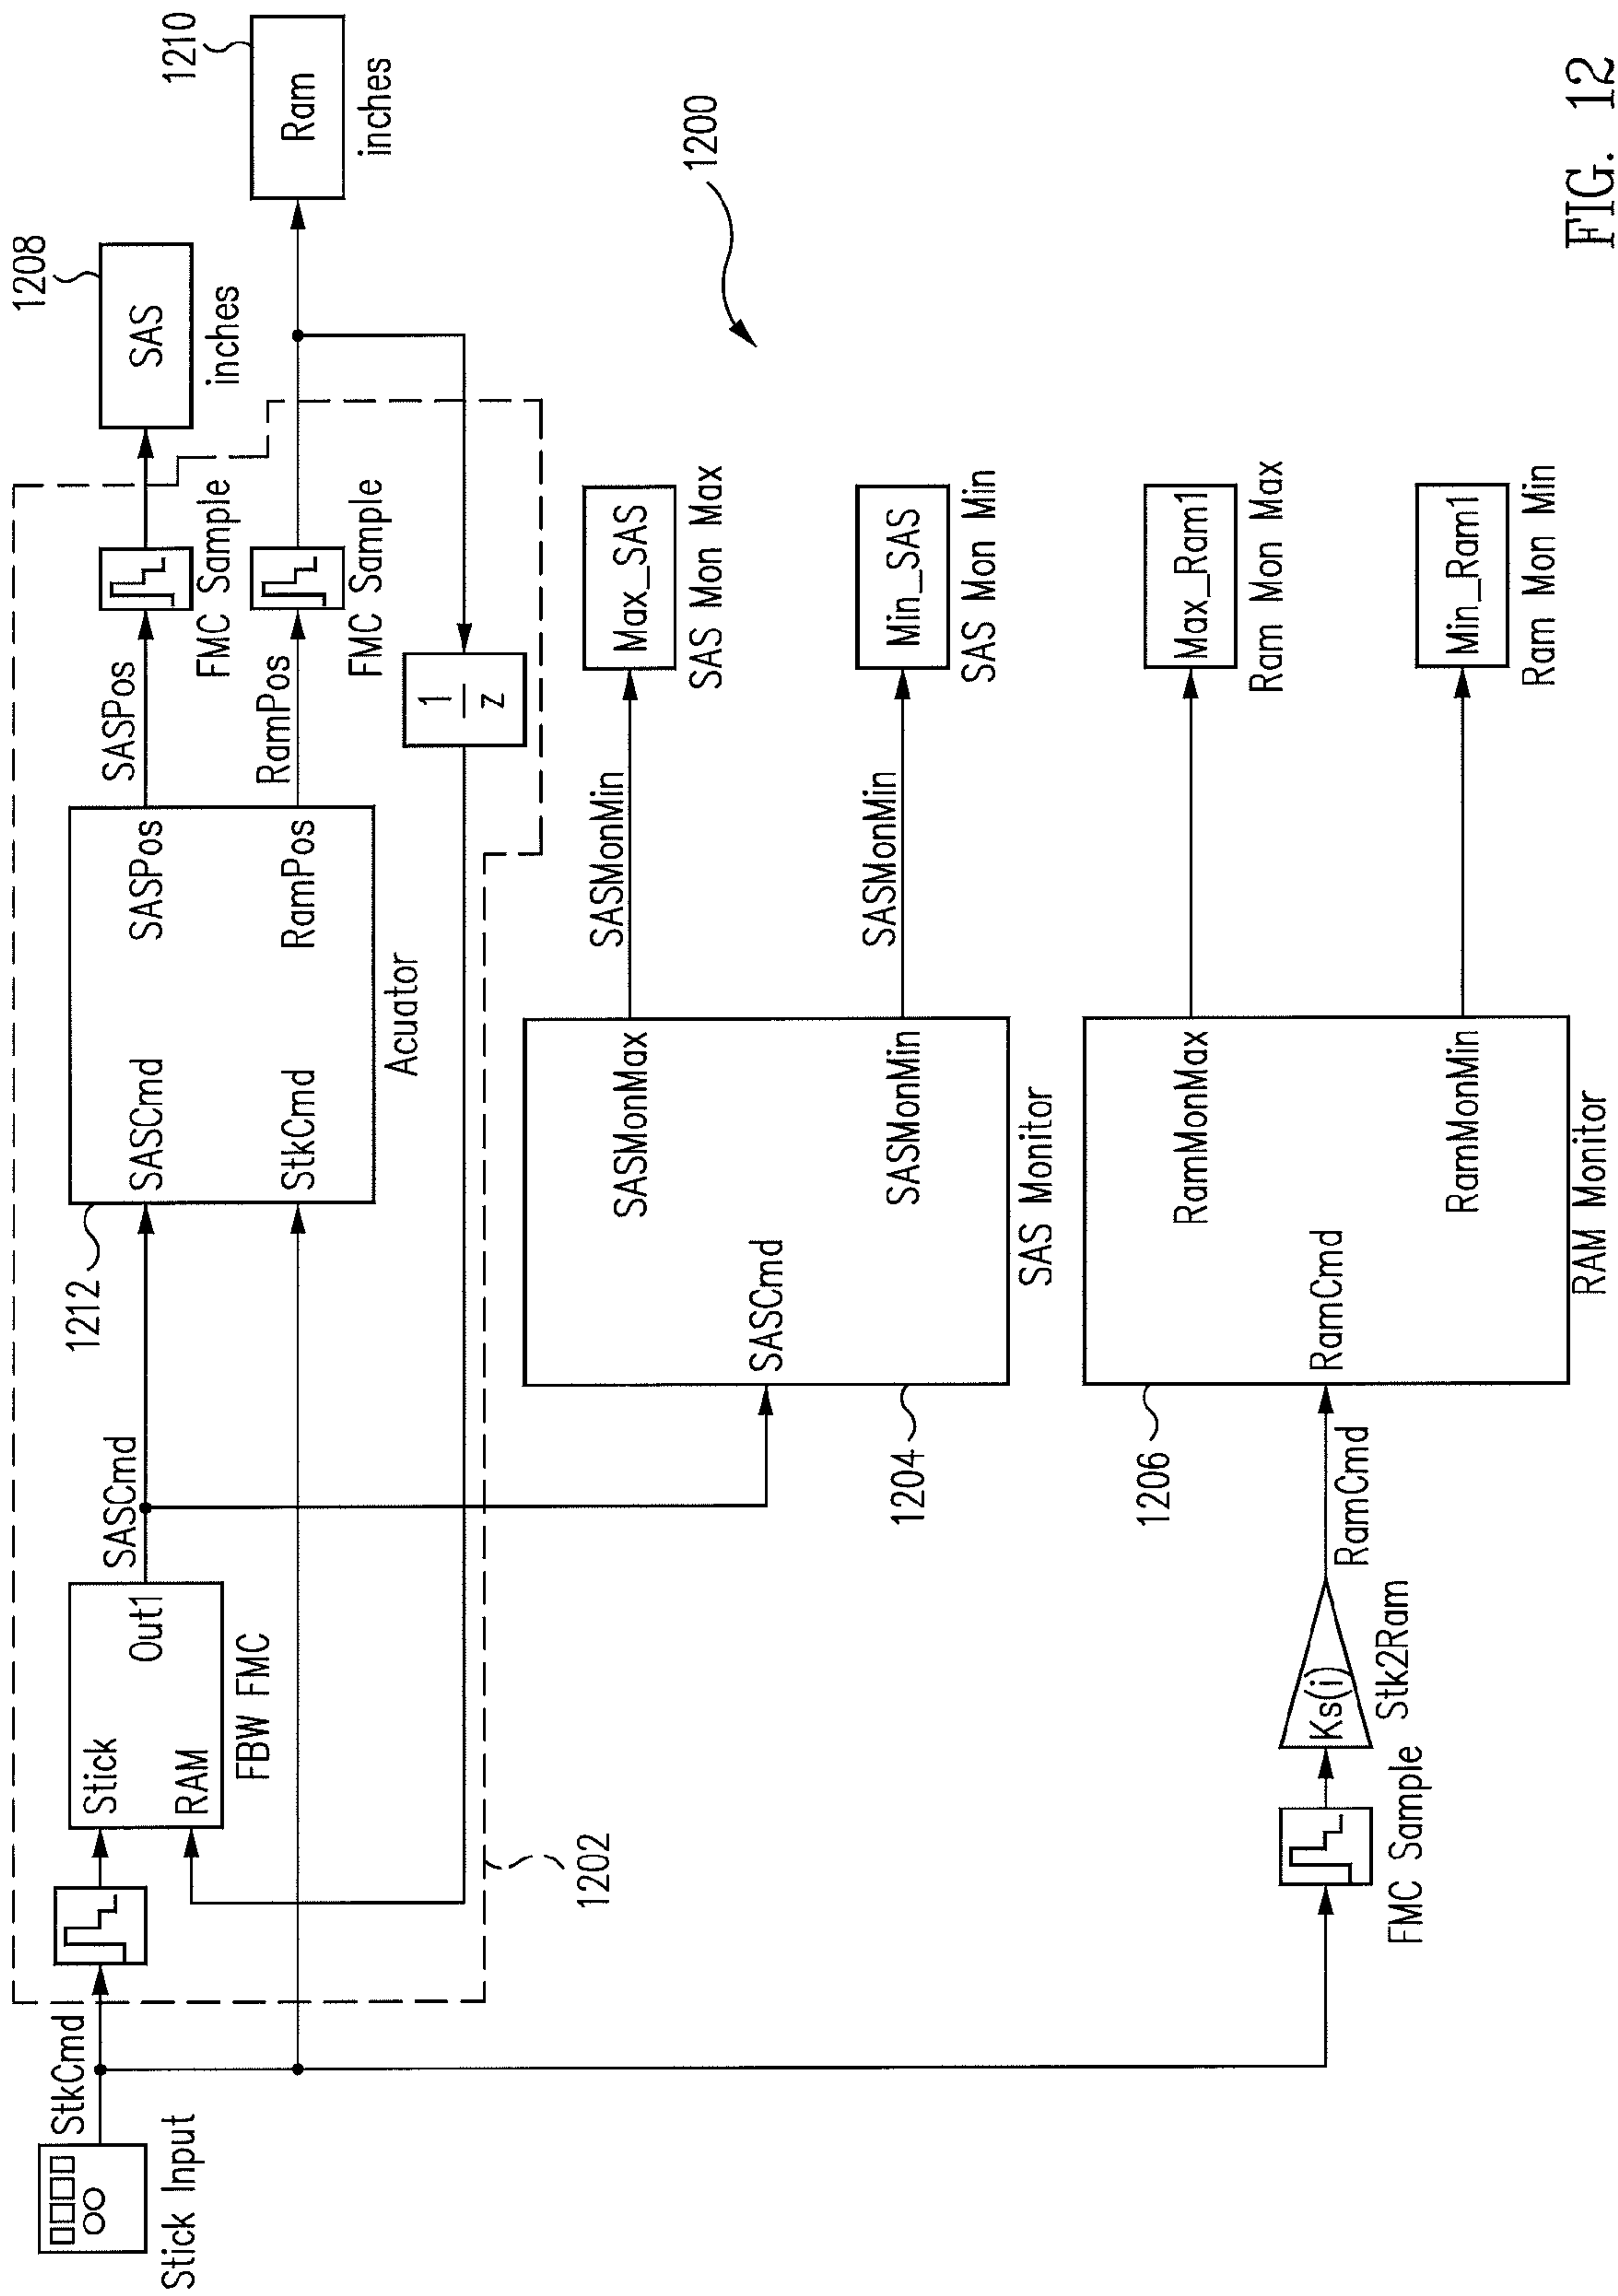 Stick Input
StkCmd
Stick
RAM
Out1
FBW FMC
SASCmd
1212
SASCmd
StkCmd
SASPos
RamPos
Acuator
SASPos
RamPos
FMC Sample
FMC Sample
1
z
SAS
inches
1208
Ram
inches
1210
1202
1200
SASCmd
SASMonMax
SASMonMin
SAS Monitor
1204
SASMonMin
SASMonMin
Max_SAS
SAS Mon Max
Min_SAS
SAS Mon Min
FMC Sample
Ks(i)
Stk2Ram
RamCmd
1206
RamCmd
RamMonMax
RamMonMin
RAM Monitor
Max_Ram1
Ram Mon Max
Min_Ram1
Ram Mon Min
FIG. 12